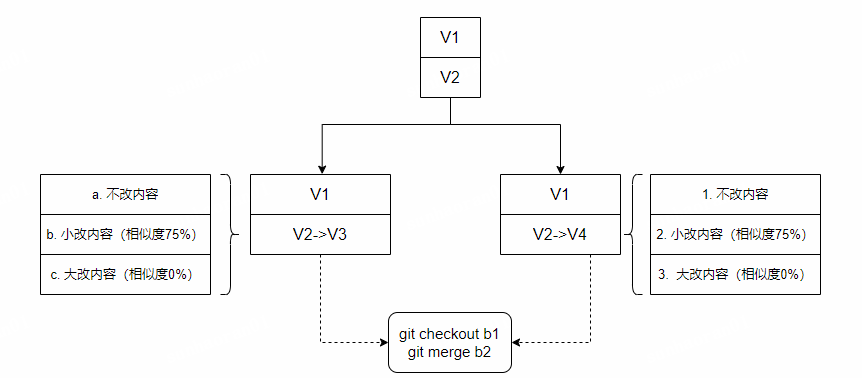 V1
V2
a. 不改内容
b. 小改内容（相似度75%）
c. 大改内容（相似度0%）
V1
V2->V3
V1
V2->V4
1. 不改内容
2. 小改内容（相似度75%）
3. 大改内容（相似度0%）
git checkout b1
git merge b2